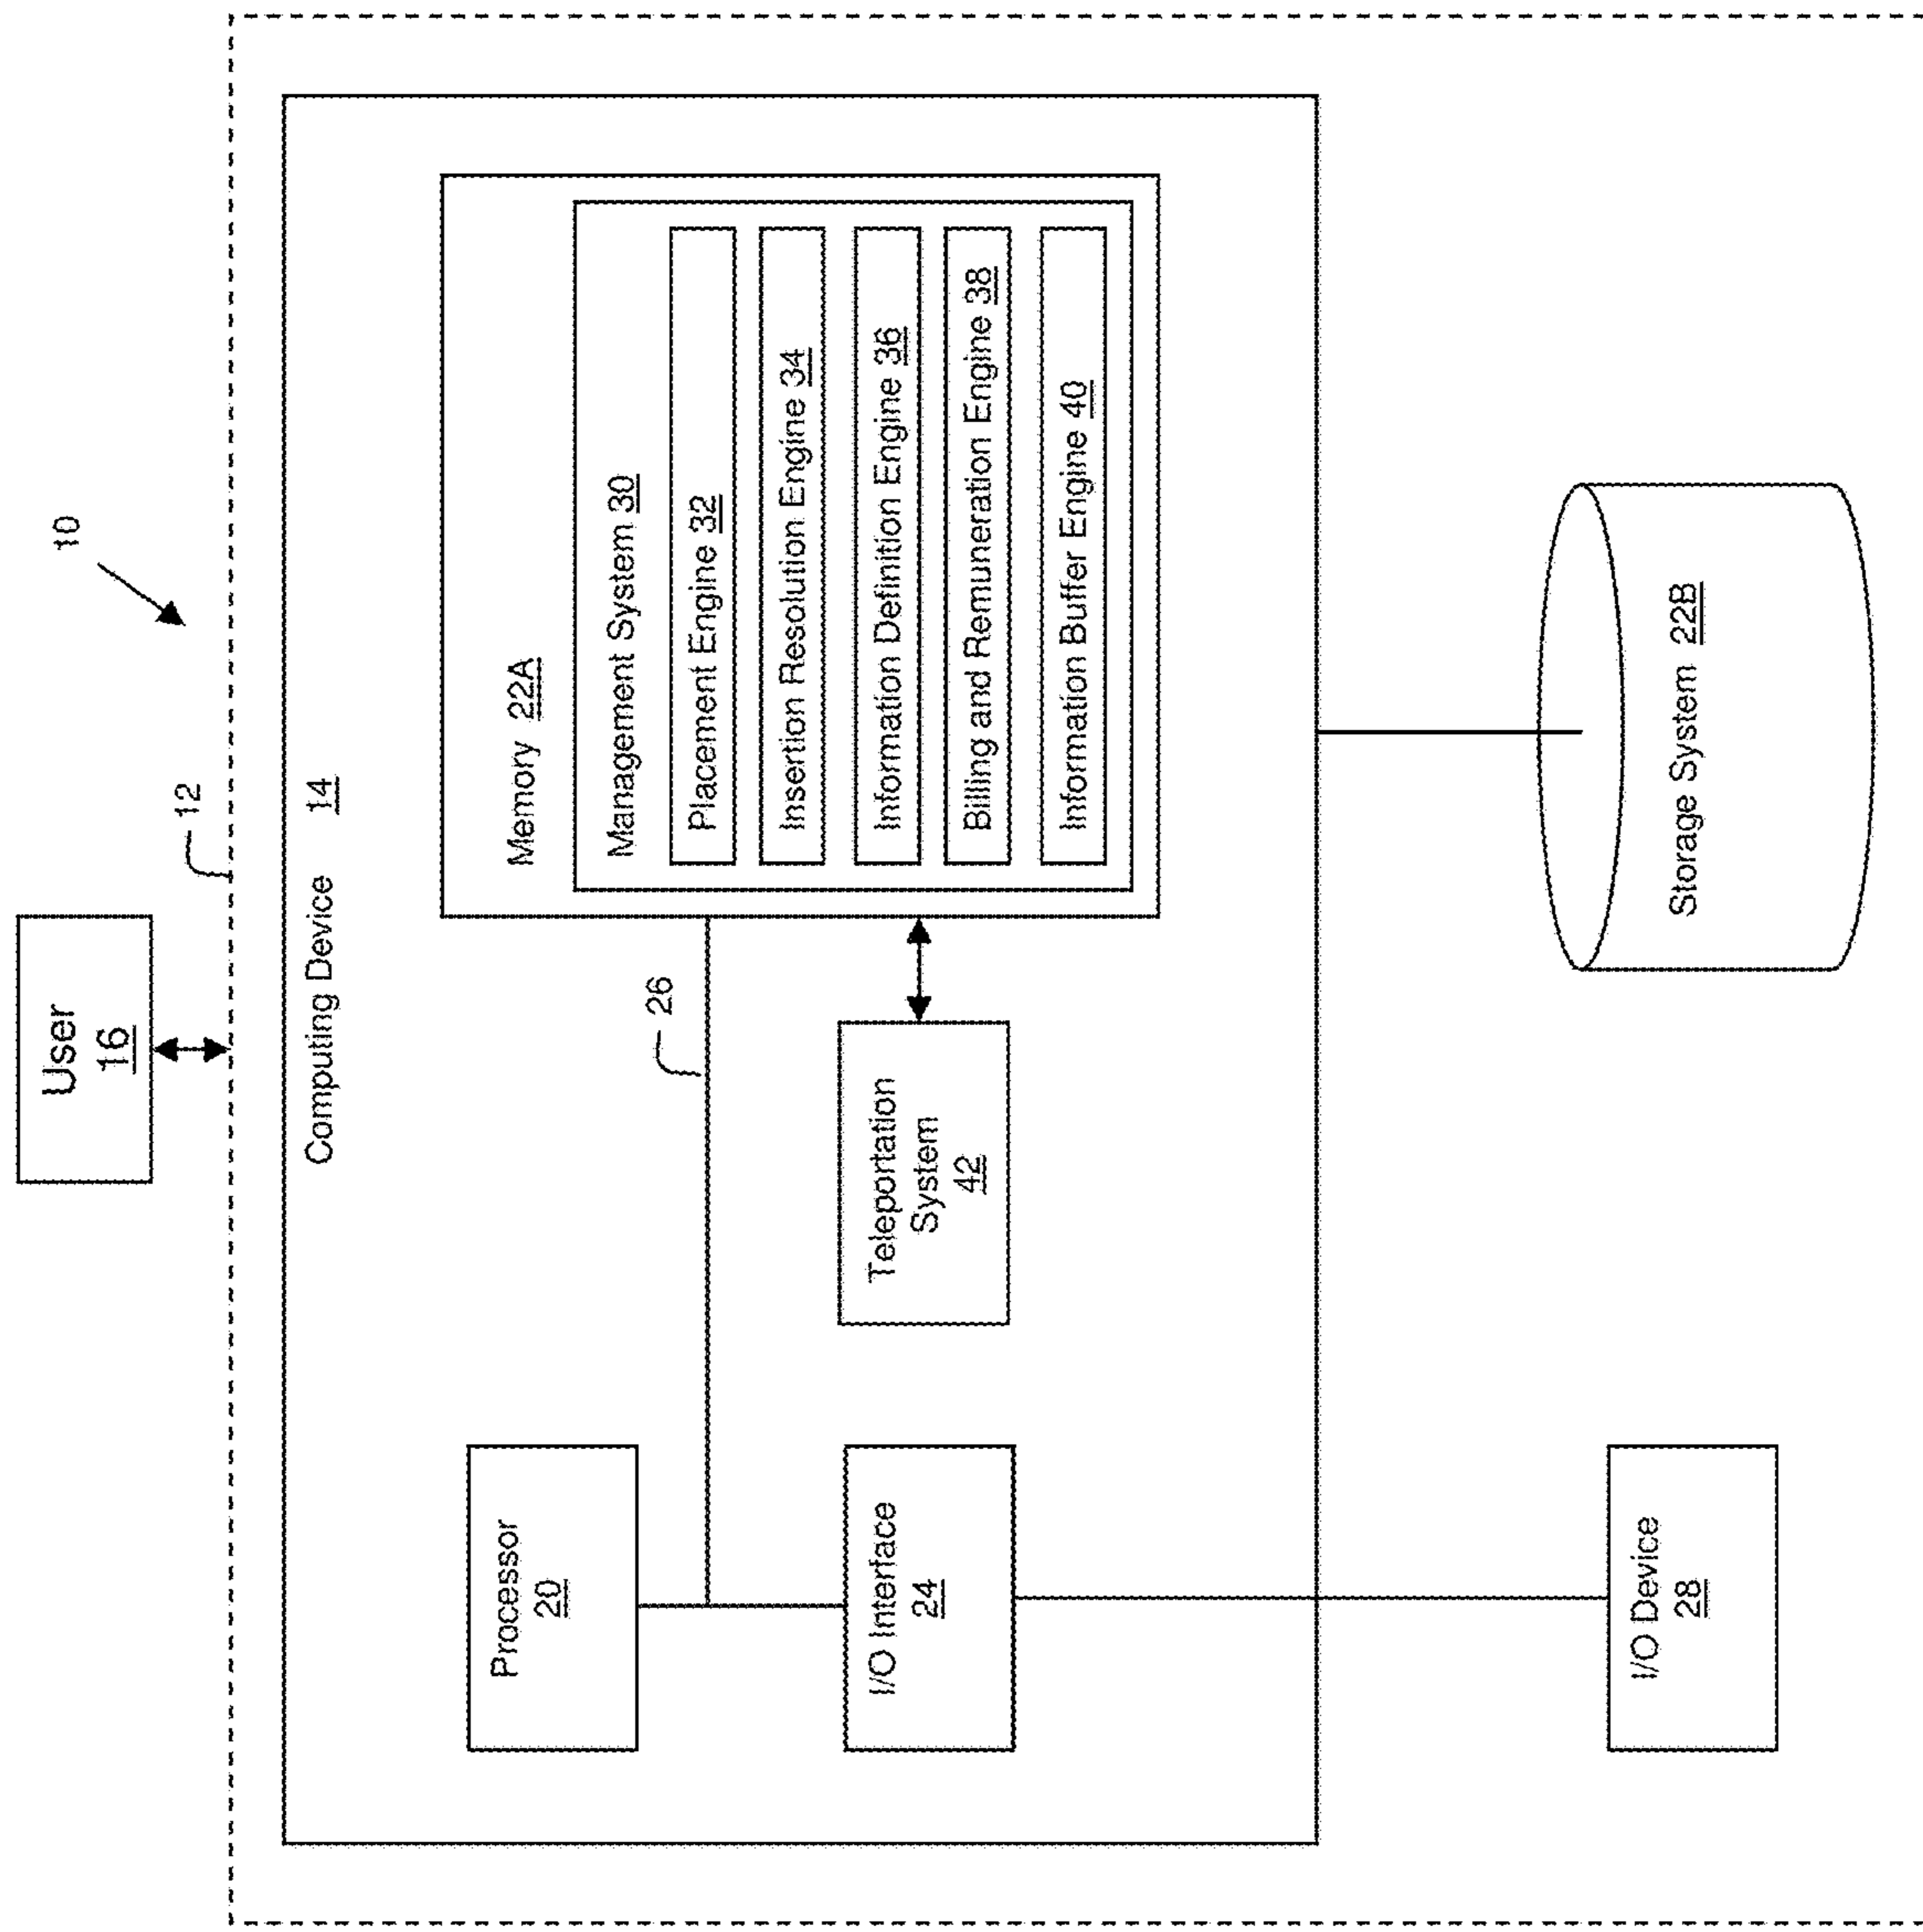 10
User
16
12
Computing Device 14
Memory 22A
Management System 30
Placement Engine 32
Insertion Resolution Engine 34
Information Definition Engine 36
Billing and Remuneration Engine 38
Information Buffer Engine 40
26
Processor
20
Teleportation
System
42
I/O Interface
24
I/O Device
28
Storage System 22B